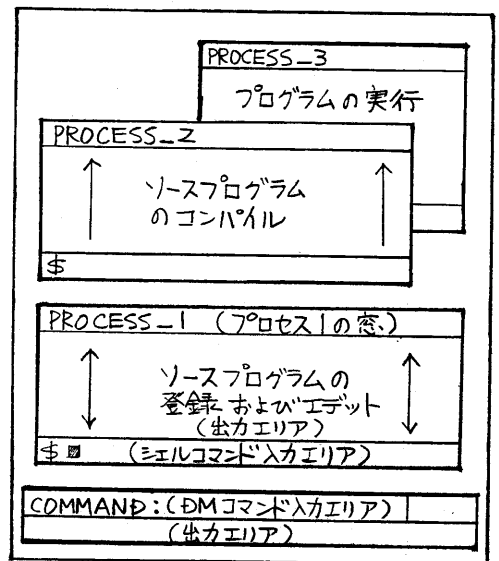 PROCESS_3
プログラムの実行
PROCESS_2
ソースプログラム
のコンパイル
$
PROCESS_1 (プロセス1の窓)
ソースプログラムの
登録およびエデット
(出力エリア)
$ (シェルコマンド入力エリア)
COMMAND:(DMコマンド入力エリア)
(出力エリア)